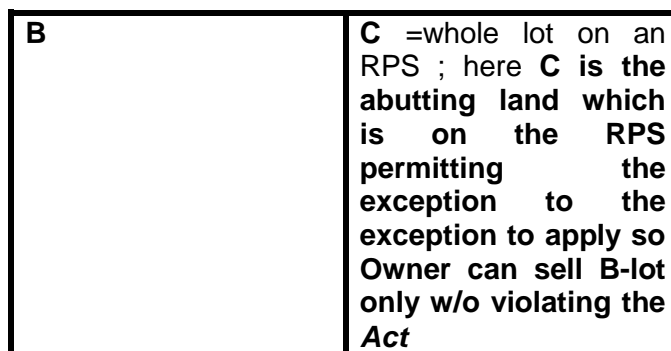 B
C =whole lot on an
RPS ; here C is the
abutting land which
is on the RPS
permitting the
exception to the
exception to apply so
Owner can sell B-lot
only w/o violating the
Act